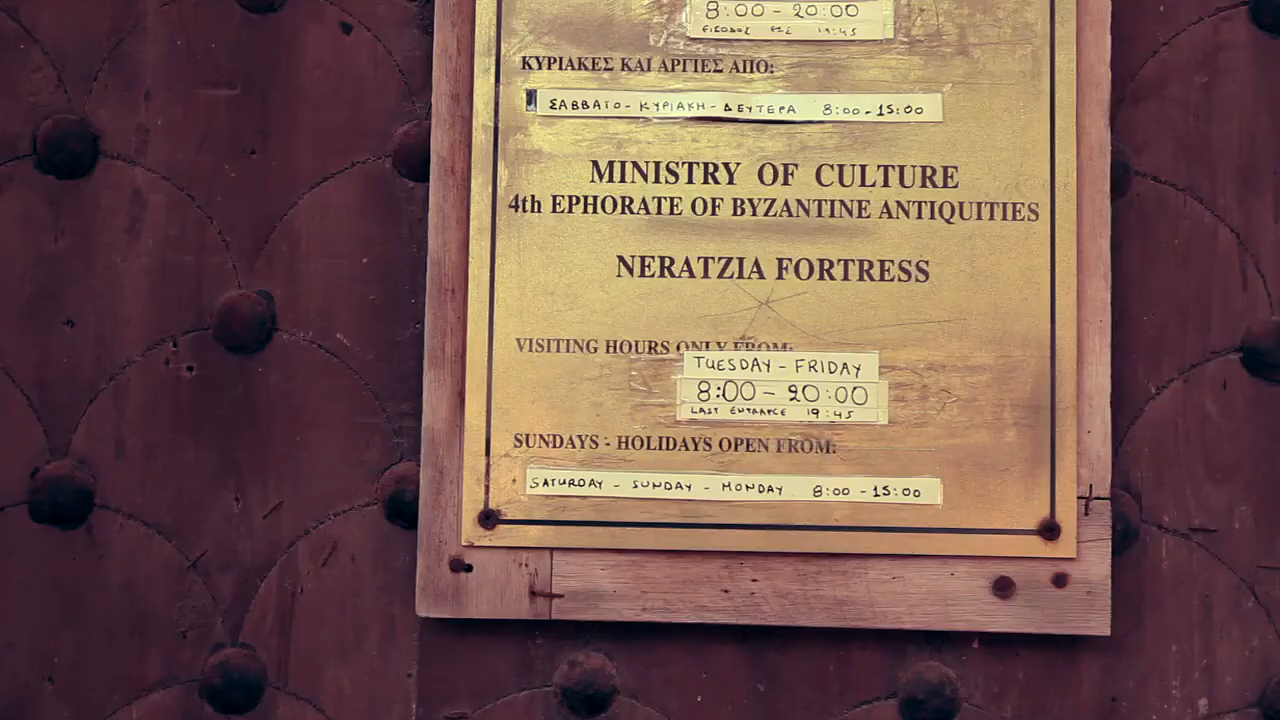 8:00 - 20:00
ΕΙΣΟΔΟΣ ΕΩΣ 19:45
ΚΥΡΙΑΚΕΣ ΚΑΙ ΑΡΓΙΕΣ ΑΠΟ:
ΣΑΒΒΑΤΟ - ΚΥΡΙΑΚΗ - ΔΕΥΤΕΡΑ 8:00 - 15:00
MINISTRY OF CULTURE
4th EPHORATE OF BYZANTINE ANTIQUITIES
NERATZIA FORTRESS
VISITING HOURS ONLY FROM:
TUESDAY - FRIDAY
8:00 - 20:00
LAST ENTRANCE 19:45
SUNDAYS - HOLIDAYS OPEN FROM:
SATURDAY - SUNDAY - MONDAY 8:00 - 15:00